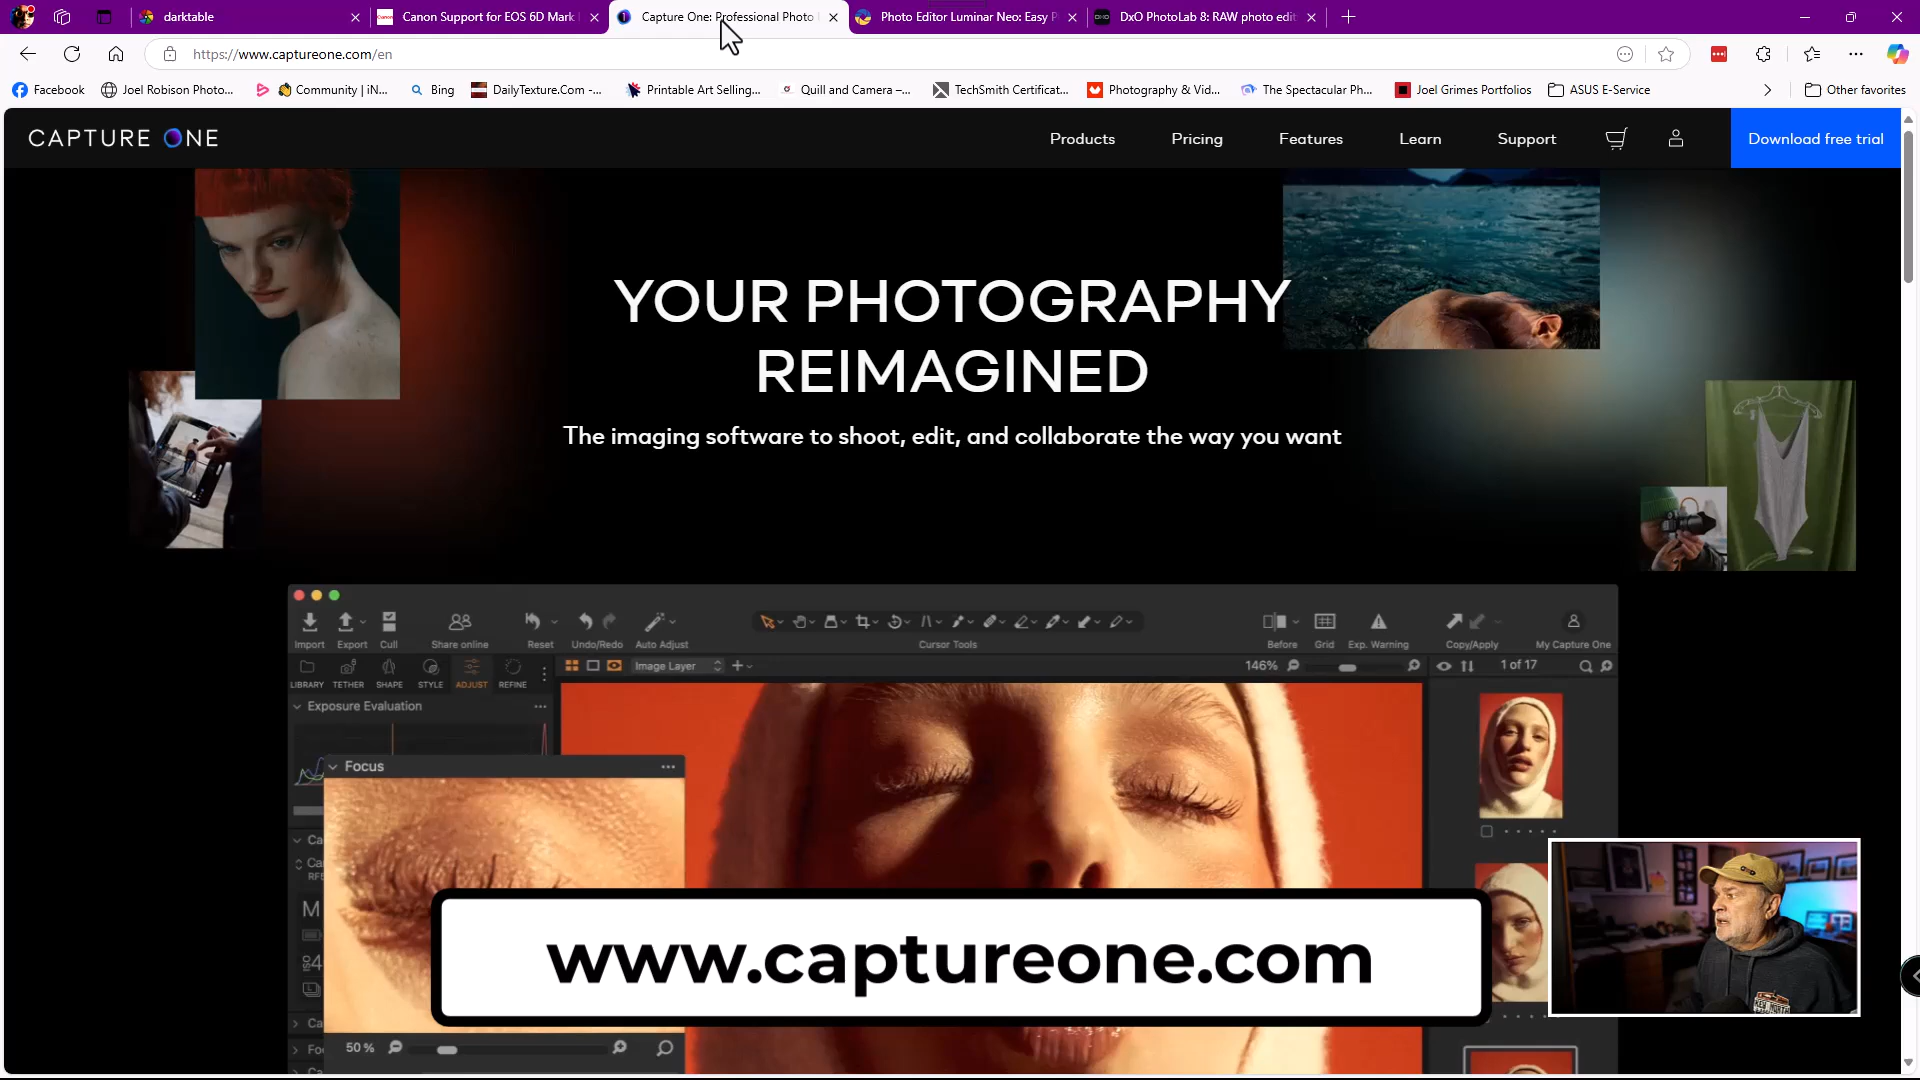 darktable
Canon Support for EOS 6D Mark
Capture One: Professional Photo
Photo Editor Luminar Neo: Easy P
DxO PhotoLab 8: RAW photo edit
https://www.captureone.com/en
Facebook
Joel Robison Photo...
Community | iN...
Bing
DailyTexture.Com -...
Printable Art Selling...
Quill and Camera –...
TechSmith Certificat...
Photography & Vid...
The Spectacular Ph...
Joel Grimes Portfolios
ASUS E-Service
Other favorites
CAPTURE ONE
Products
Pricing
Features
Learn
Support
Download free trial
YOUR PHOTOGRAPHY
REIMAGINED
The imaging software to shoot, edit, and collaborate the way you want
Import
Export
Cull
Share online
Reset
Undo/Redo
Auto Adjust
Cursor Tools
Before
Grid
Exp. Warning
Copy/Apply
My Capture One
LIBRARY
TETHER
SHAPE
STYLE
ADJUST
REFINE
Image Layer
146%
1 of 17
Exposure Evaluation
Focus
M
50 %
www.captureone.com